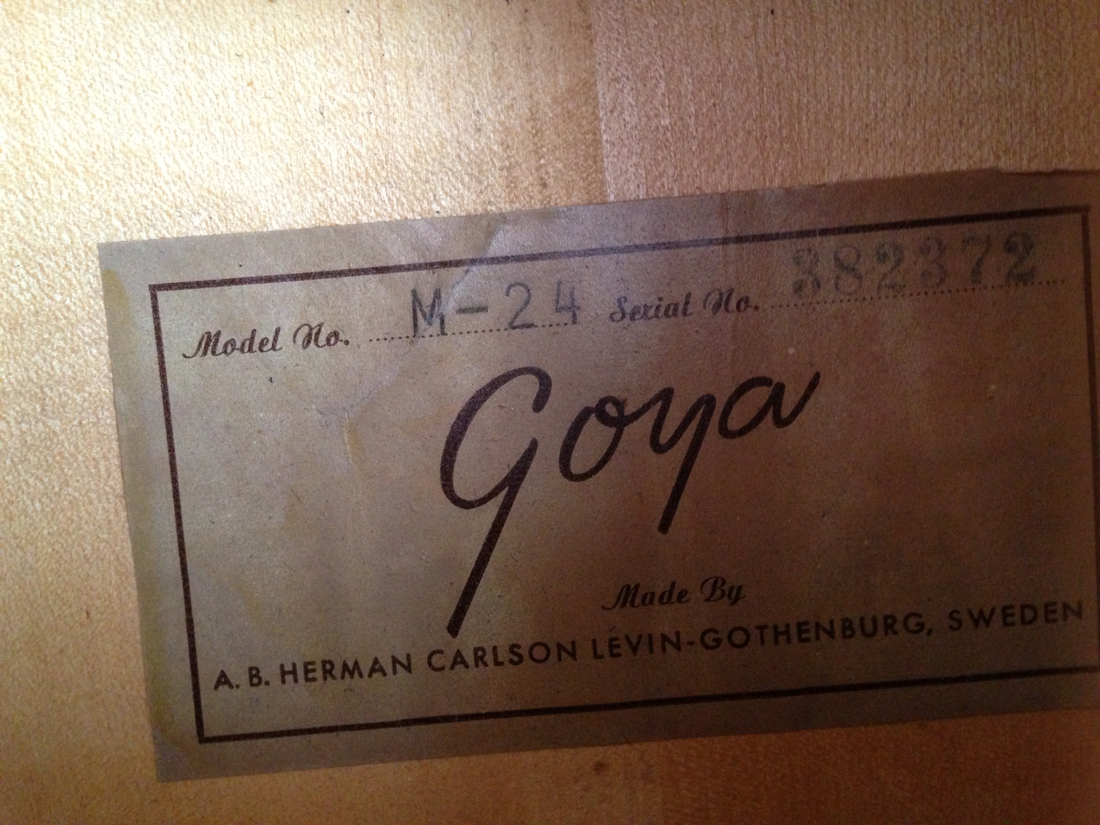 Model No. M-24 Serial No. 382372
Goya
Made By
A.B. HERMAN CARLSON LEVIN-GOTHENBURG, SWEDEN